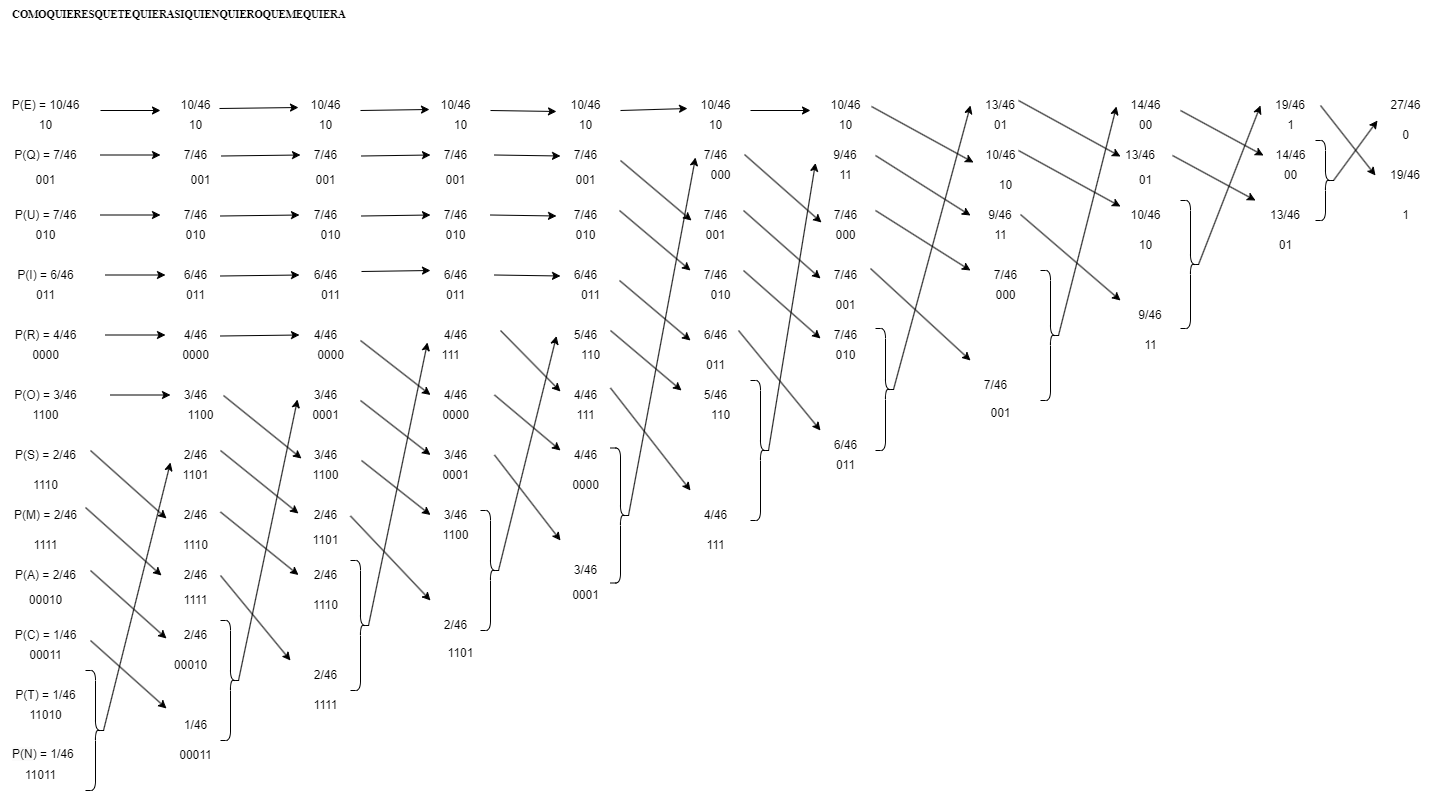 COMOQUIERESQUETEQUIERASIQUIENQUIEROQUEMEQUIERA
P(E) = 10/46 10/46 10/46 10/46 10/46 10/46 10/46 13/46 14/46 19/46 27/46
10 10 10 10 10 10 10 01 00 1 0
P(Q) = 7/46 7/46 7/46 7/46 7/46 7/46 9/46 10/46 13/46 14/46 19/46
001 001 001 001 001 000 11 10 01 00 1
P(U) = 7/46 7/46 7/46 7/46 7/46 7/46 7/46 9/46 10/46 13/46
010 010 010 010 010 001 000 11 10 01
P(I) = 6/46 6/46 6/46 6/46 6/46 7/46 7/46 7/46 9/46
011 011 011 011 011 010 001 000 11
P(R) = 4/46 4/46 4/46 4/46 5/46 6/46 7/46 7/46
0000 0000 0000 111 110 011 010 001
P(O) = 3/46 3/46 3/46 4/46 4/46 5/46 6/46
1100 1100 0001 0000 111 110 011
P(S) = 2/46 2/46 3/46 3/46 4/46 4/46
1110 1101 1100 0001 0000 111
P(M) = 2/46 2/46 2/46 3/46 3/46
1111 1110 1101 1100 0001
P(A) = 2/46 2/46 2/46 2/46
00010 1111 1110 1101
P(C) = 1/46 2/46 2/46
00011 00010 1111
P(T) = 1/46 1/46
11010 00011
P(N) = 1/46
11011